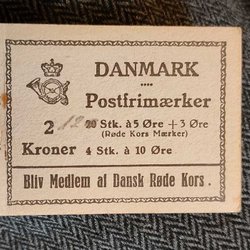 DANMARK
....
Postfrimærker
2 12 20 Stk. à 5 Øre + 3 Øre
(Røde Kors Mærker)
Kroner 4 Stk. à 10 Øre
Bliv Medlem af Dansk Røde Kors.